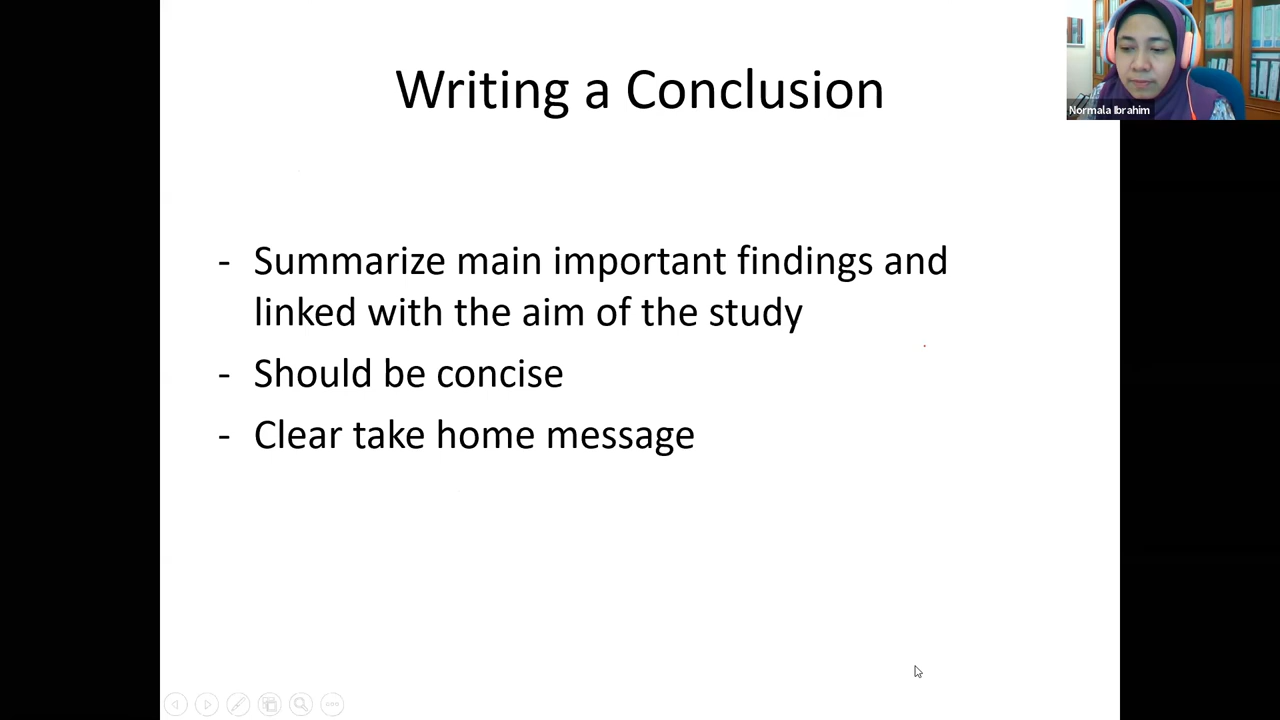 Writing a Conclusion
Normala Ibrahim
- Summarize main important findings and
linked with the aim of the study
- Should be concise
- Clear take home message